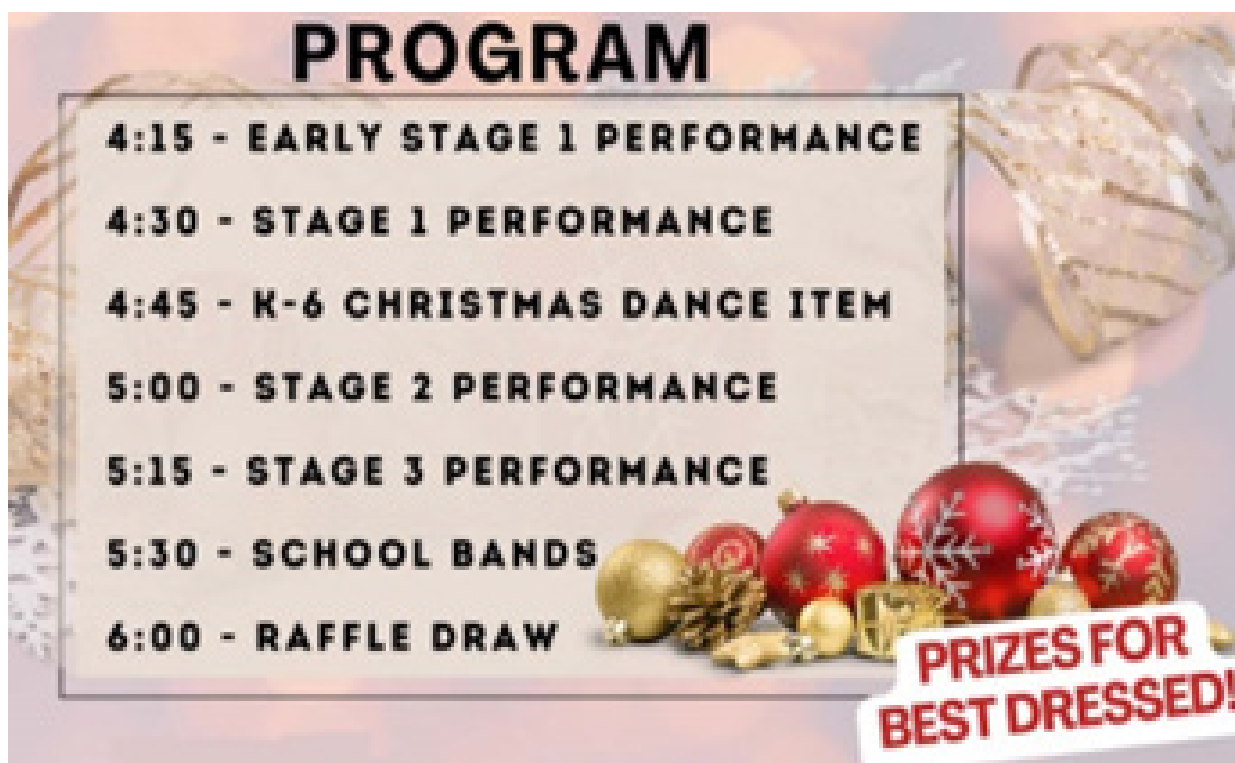 PROGRAM
4:15 - EARLY STAGE 1 PERFORMANCE
4:30 - STAGE 1 PERFORMANCE
4:45 - K-6 CHRISTMAS DANCE ITEM
5:00 - STAGE 2 PERFORMANCE
5:15 - STAGE 3 PERFORMANCE
5:30 - SCHOOL BANDS
6:00 - RAFFLE DRAW
PRIZES FOR
BEST DRESSED!